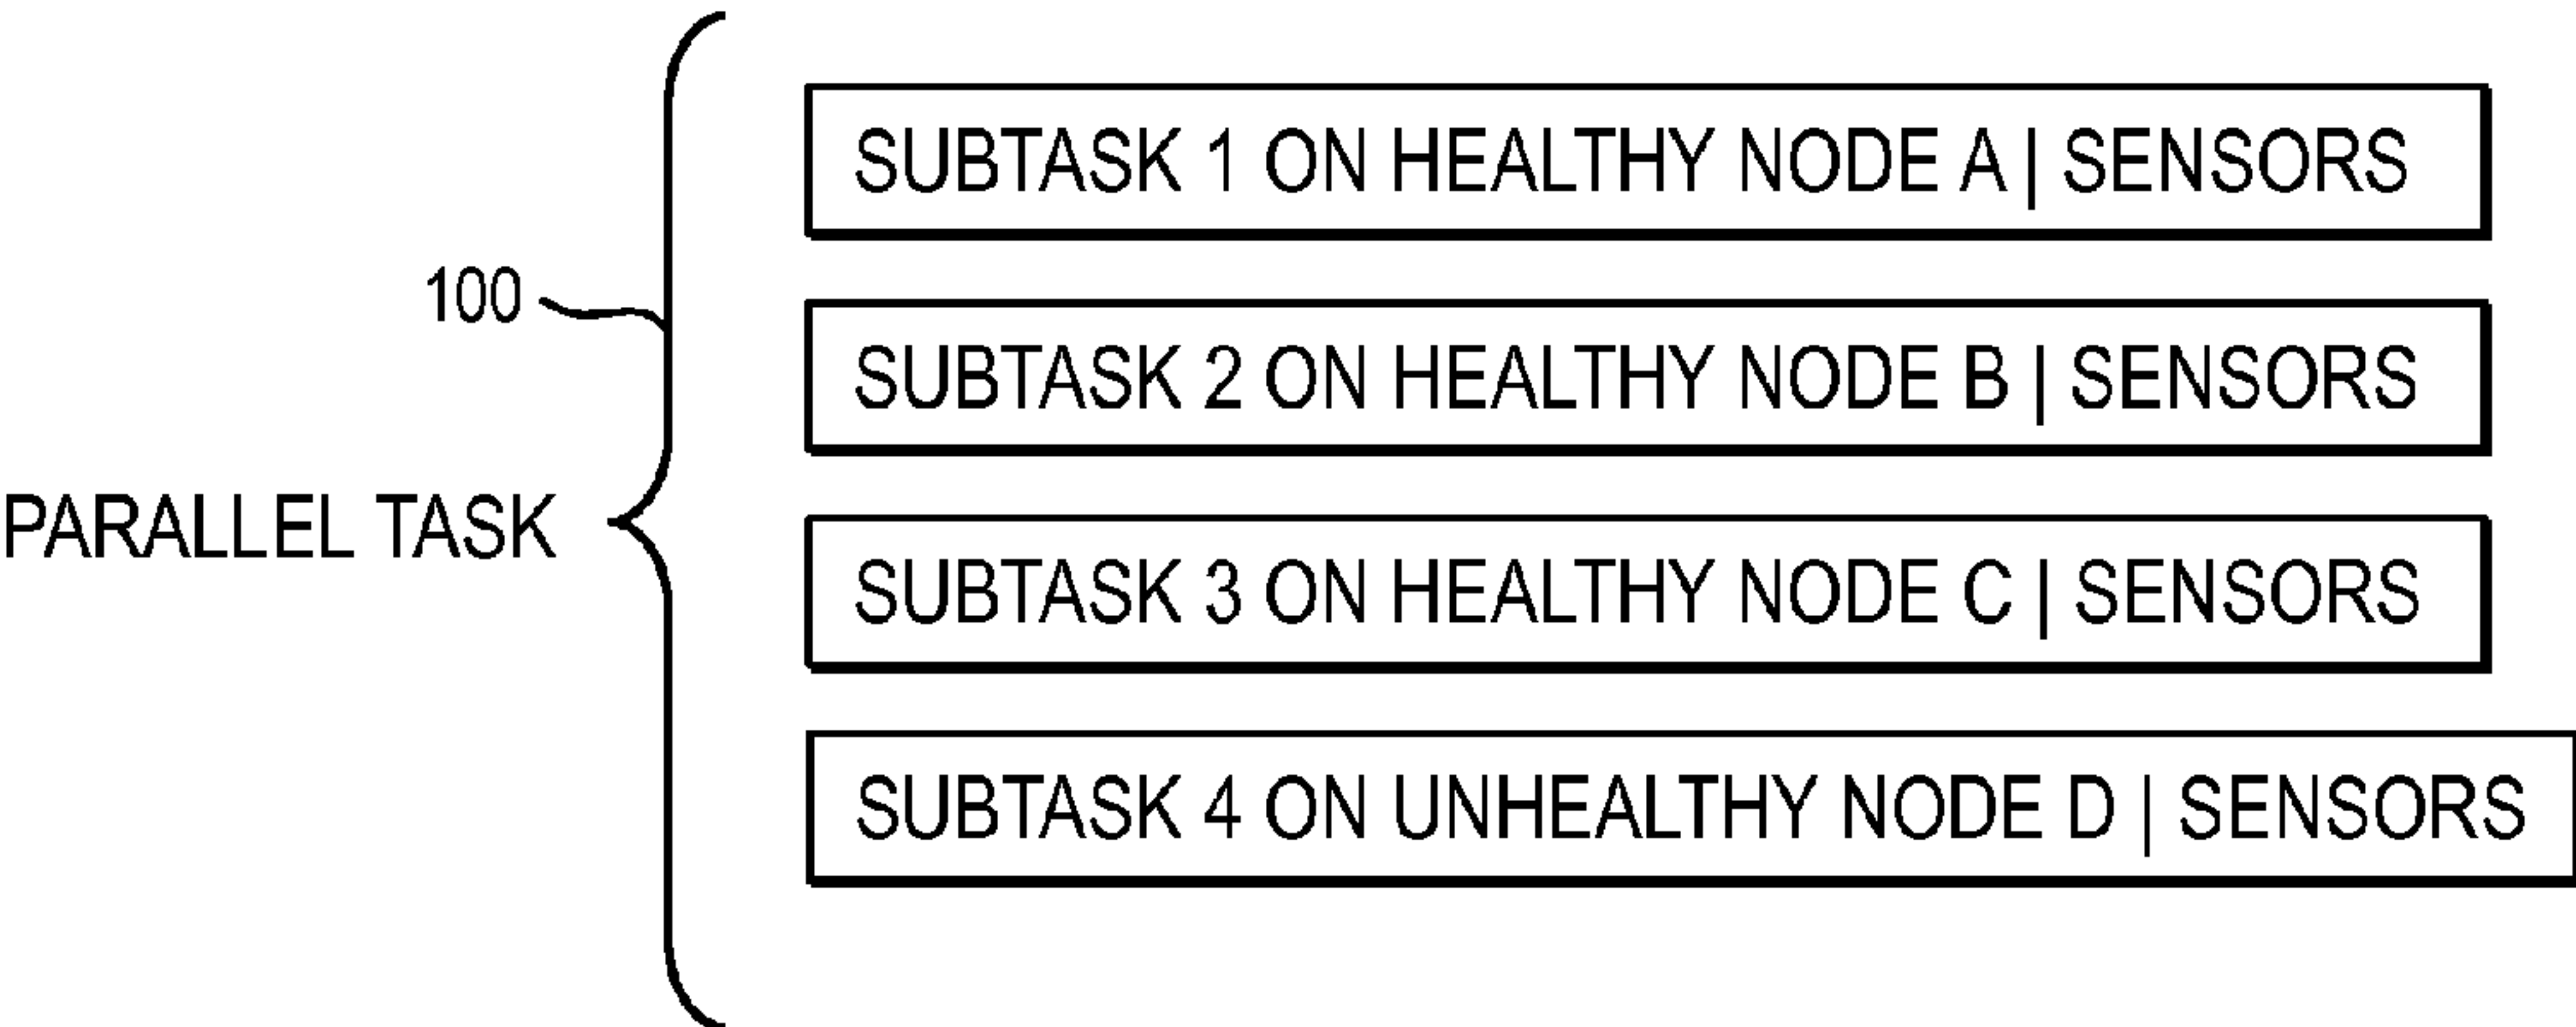 SUBTASK 1 ON HEALTHY NODE A | SENSORS
100
SUBTASK 2 ON HEALTHY NODE B | SENSORS
PARALLEL TASK
SUBTASK 3 ON HEALTHY NODE C | SENSORS
SUBTASK 4 ON UNHEALTHY NODE D | SENSORS